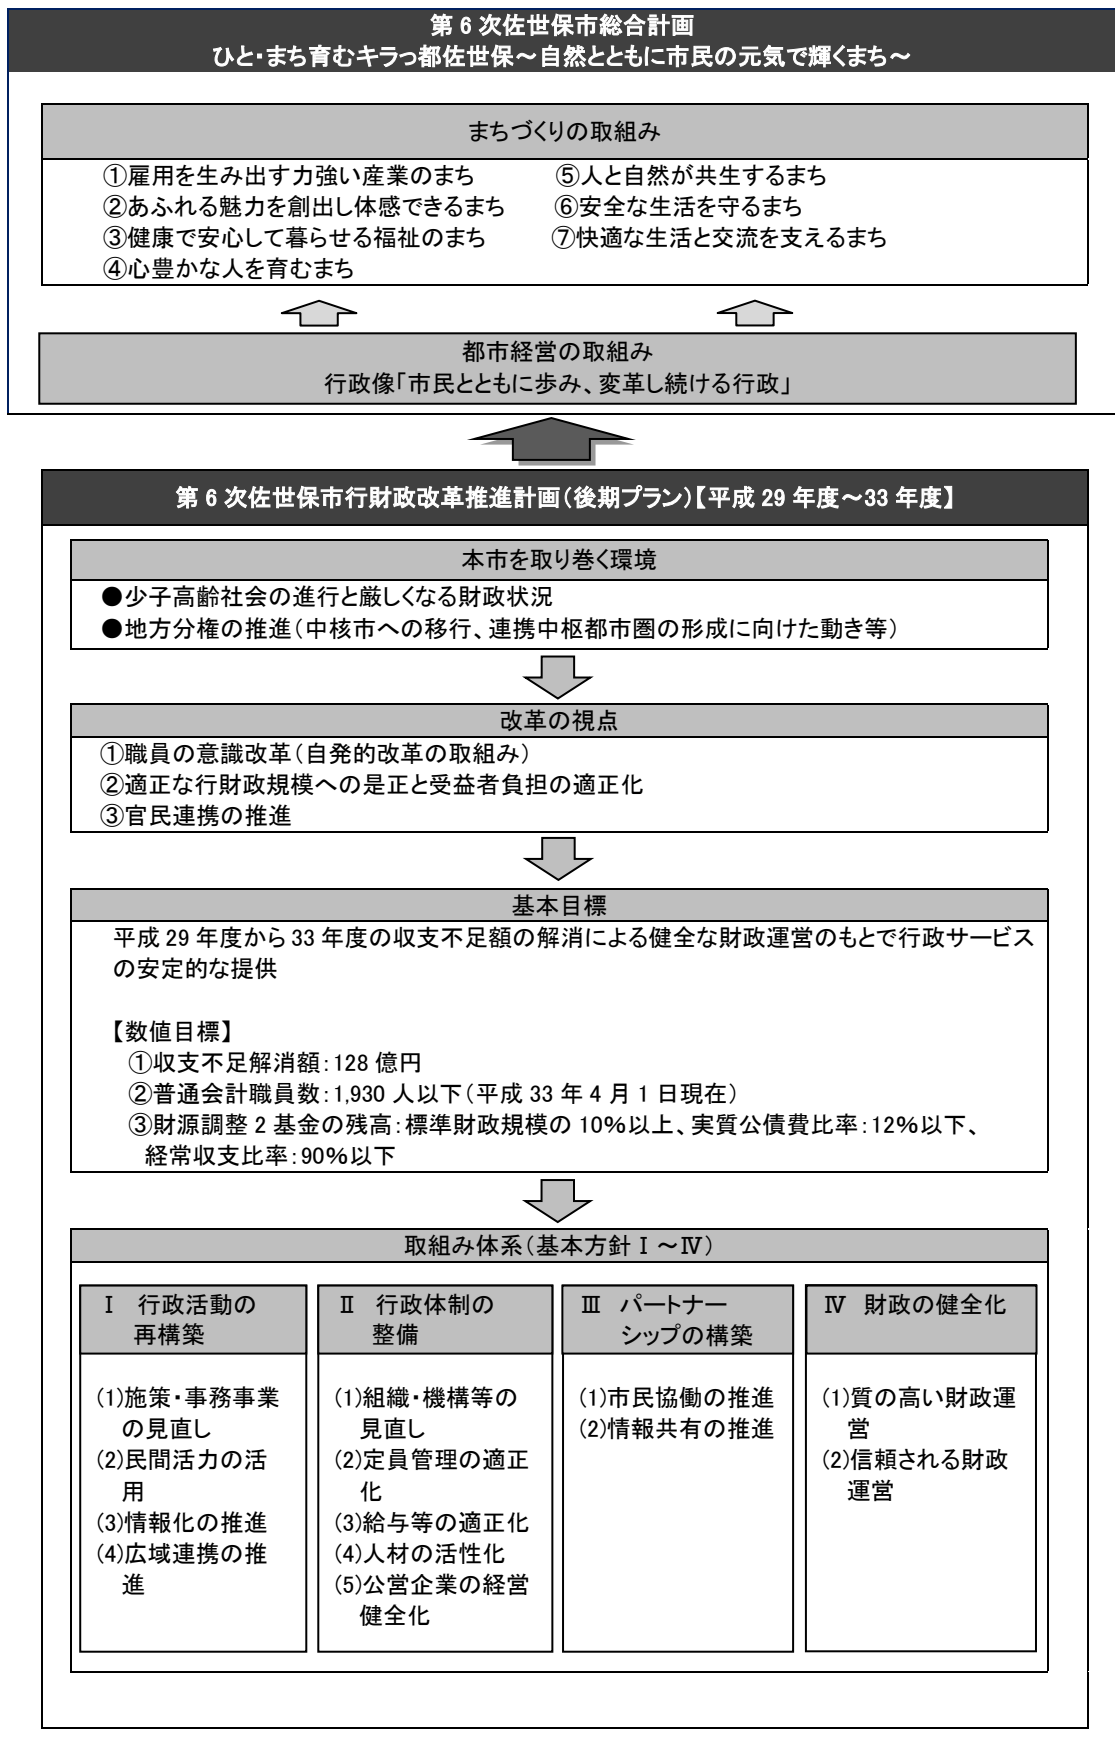 第 6 次佐世保市総合計画
ひと・まち育むキラっ都佐世保～自然とともに市民の元気で輝くまち～
まちづくりの取組み
①雇用を生み出す力強い産業のまち
②あふれる魅力を創出し体感できるまち
③健康で安心して暮らせる福祉のまち
④心豊かな人を育むまち
⑤人と自然が共生するまち
⑥安全な生活を守るまち
⑦快適な生活と交流を支えるまち
都市経営の取組み
行政像「市民とともに歩み、変革し続ける行政」
第 6 次佐世保市行財政改革推進計画（後期プラン）【平成 29 年度～33 年度】
本市を取り巻く環境
●少子高齢社会の進行と厳しくなる財政状況
●地方分権の推進（中核市への移行、連携中枢都市圏の形成に向けた動き等）
改革の視点
①職員の意識改革（自発的改革の取組み）
②適正な行財政規模への是正と受益者負担の適正化
③官民連携の推進
基本目標
平成 29 年度から 33 年度の収支不足額の解消による健全な財政運営のもとで行政サービス
の安定的な提供
【数値目標】
①収支不足解消額：128 億円
②普通会計職員数：1,930 人以下（平成 33 年 4 月 1 日現在）
③財源調整 2 基金の残高：標準財政規模の 10％以上、実質公債費比率：12％以下、
経常収支比率：90％以下
取組み体系（基本方針Ⅰ～Ⅳ）
Ⅰ　行政活動の
再構築
(1)施策・事務事業
の見直し
(2)民間活力の活
用
(3)情報化の推進
(4)広域連携の推
進
Ⅱ　行政体制の
整備
(1)組織・機構等の
見直し
(2)定員管理の適正
化
(3)給与等の適正化
(4)人材の活性化
(5)公営企業の経営
健全化
Ⅲ　パートナー
シップの構築
(1)市民協働の推進
(2)情報共有の推進
Ⅳ　財政の健全化
(1)質の高い財政運
営
(2)信頼される財政
運営